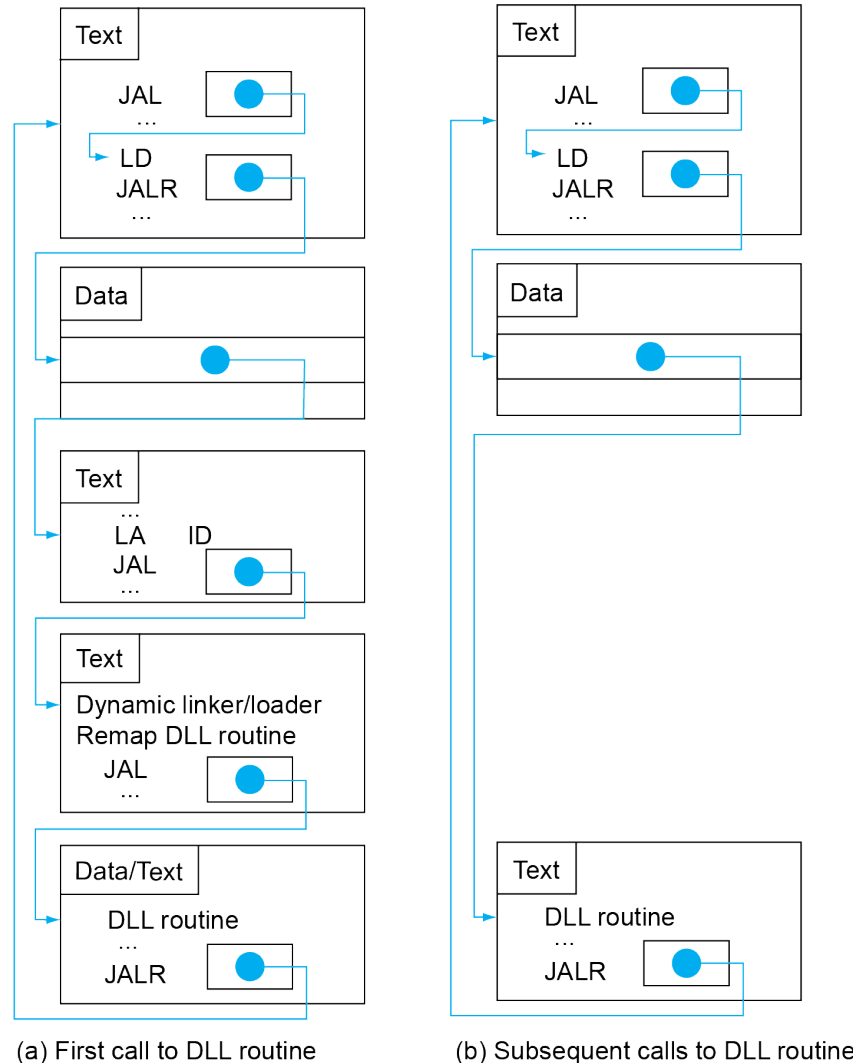 Text
JAL
...
LD
JALR
...
Data
Text
...
LA ID
JAL
...
Text
Dynamic linker/loader
Remap DLL routine
JAL
...
Data/Text
DLL routine
...
JALR
(a) First call to DLL routine
Text
JAL
...
LD
JALR
...
Data
Text
DLL routine
...
JALR
(b) Subsequent calls to DLL routine